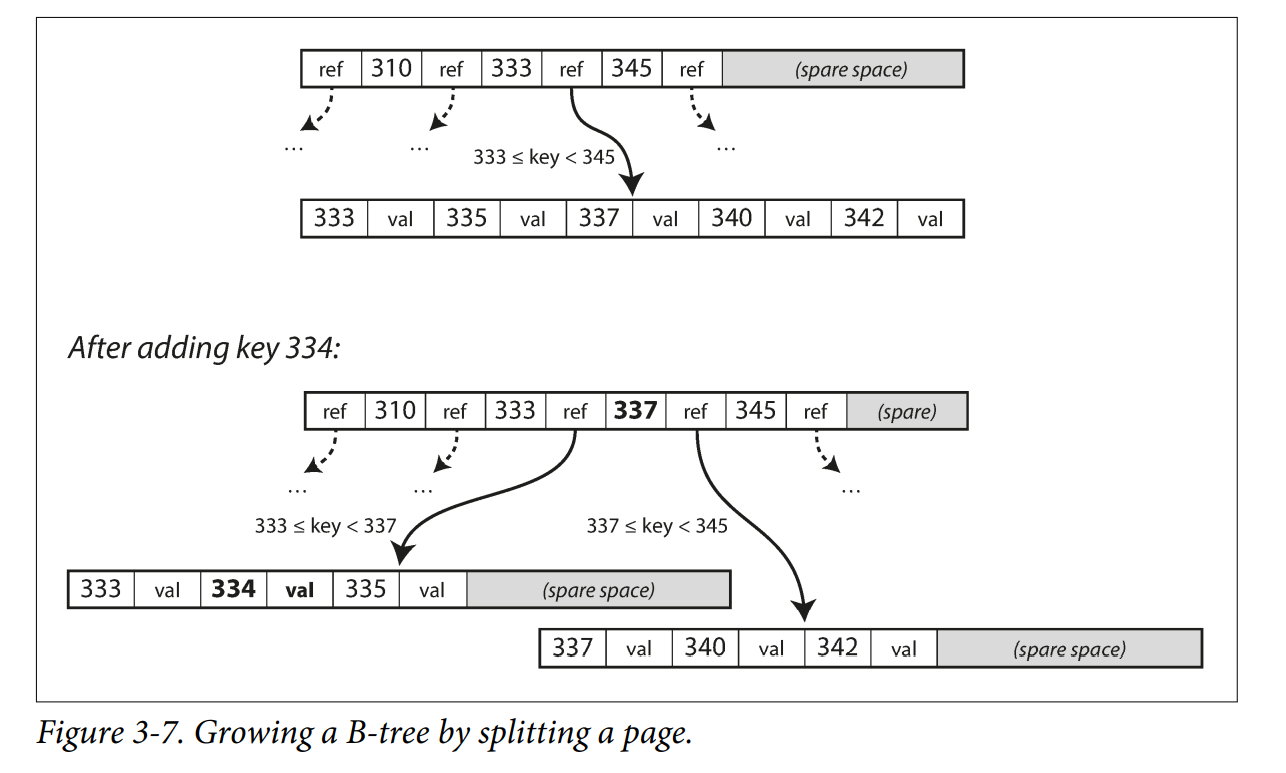 ref 310 ref 333 ref 345 ref (spare space)
... ... ...
333 ≤ key < 345
333 val 335 val 337 val 340 val 342 val
After adding key 334:
ref 310 ref 333 ref 337 ref 345 ref (spare)
... ... ...
333 ≤ key < 337 337 ≤ key < 345
333 val 334 val 335 val (spare space)
337 val 340 val 342 val (spare space)
Figure 3-7. Growing a B-tree by splitting a page.